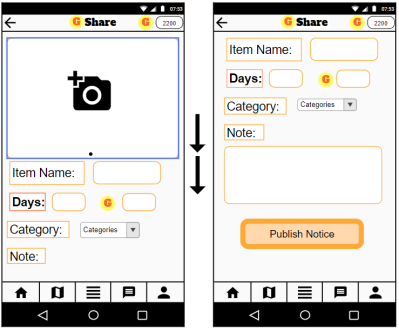 07:53
G Share G 2200
Item Name:
Days: G
Category: Categories
Note:
07:53
G Share G 2200
Item Name:
Days: G
Category: Categories
Note:
Publish Notice